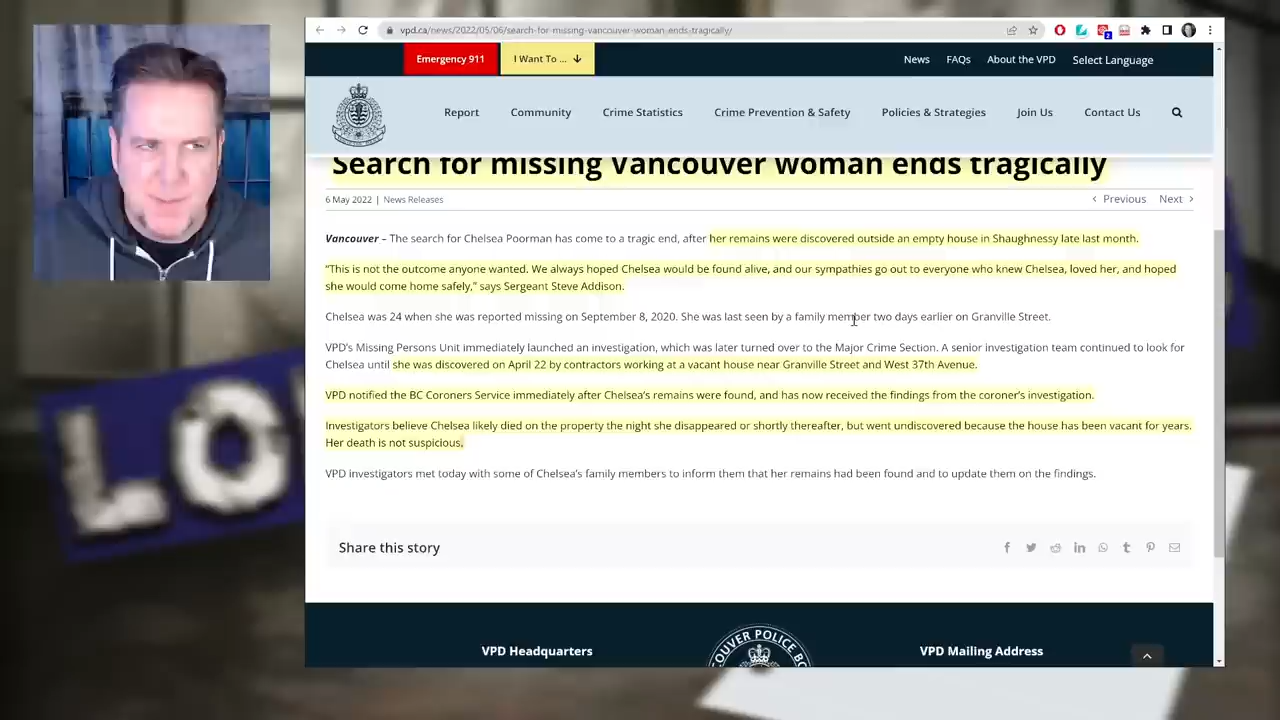 vpd.ca/news/2022/05/06/search-for-missing-vancouver-woman-ends-tragically/
Emergency 911
I Want To ...
News
FAQs
About the VPD
Select Language
Report
Community
Crime Statistics
Crime Prevention & Safety
Policies & Strategies
Join Us
Contact Us
Search for missing Vancouver woman ends tragically
6 May 2022 | News Releases
Previous
Next
Vancouver – The search for Chelsea Poorman has come to a tragic end, after her remains were discovered outside an empty house in Shaughnessy late last month.
"This is not the outcome anyone wanted. We always hoped Chelsea would be found alive, and our sympathies go out to everyone who knew Chelsea, loved her, and hoped
she would come home safely," says Sergeant Steve Addison.
Chelsea was 24 when she was reported missing on September 8, 2020. She was last seen by a family member two days earlier on Granville Street.
VPD's Missing Persons Unit immediately launched an investigation, which was later turned over to the Major Crime Section. A senior investigation team continued to look for
Chelsea until she was discovered on April 22 by contractors working at a vacant house near Granville Street and West 37th Avenue.
VPD notified the BC Coroners Service immediately after Chelsea's remains were found, and has now received the findings from the coroner's investigation.
Investigators believe Chelsea likely died on the property the night she disappeared or shortly thereafter, but went undiscovered because the house has been vacant for years.
Her death is not suspicious.
VPD investigators met today with some of Chelsea's family members to inform them that her remains had been found and to update them on the findings.
LO
Share this story
VPD Headquarters
VPD Mailing Address